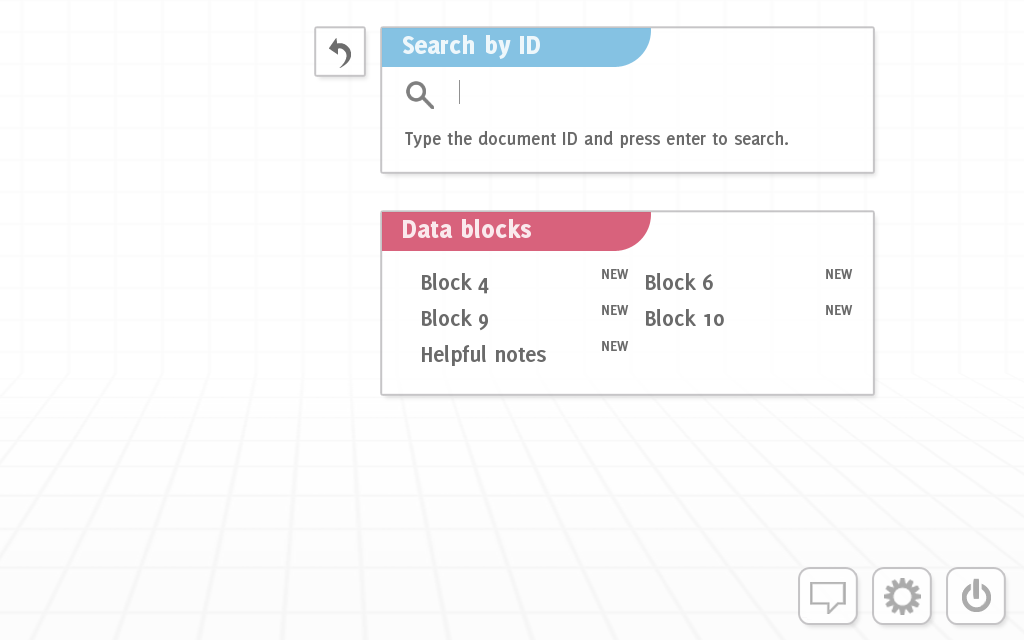 Search by ID
Type the document ID and press enter to search.
Data blocks
Block 4 NEW Block 6 NEW
Block 9 NEW Block 10 NEW
Helpful notes NEW